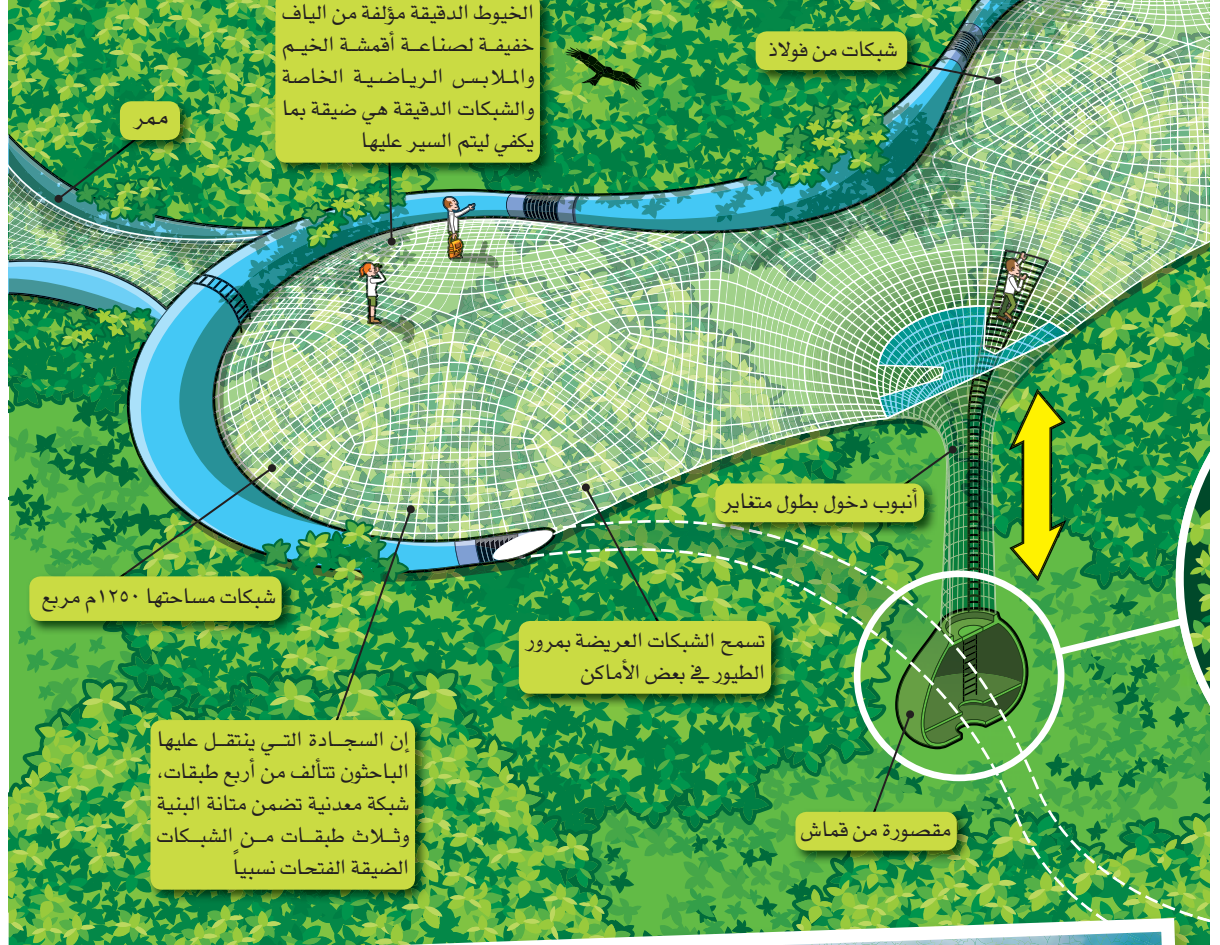 الخيوط الدقيقة مؤلفة من الياف
خفيفة لصناعة أقمشة الخيم
والملابس الرياضية الخاصة
والشبكات الدقيقة هي ضيقة بما
يكفي ليتم السير عليها
شبكات من فولاذ
ممر
أنبوب دخول بطول متغاير
شبكات مساحتها ١٢٥٠م مربع
تسمح الشبكات العريضة بمرور
الطيور في بعض الأماكن
إن السجادة التي ينتقل عليها
الباحثون تتألف من أربع طبقات،
شبكة معدنية تضمن متانة البنية
وثلاث طبقات من الشبكات
الضيقة الفتحات نسبياً
مقصورة من قماش